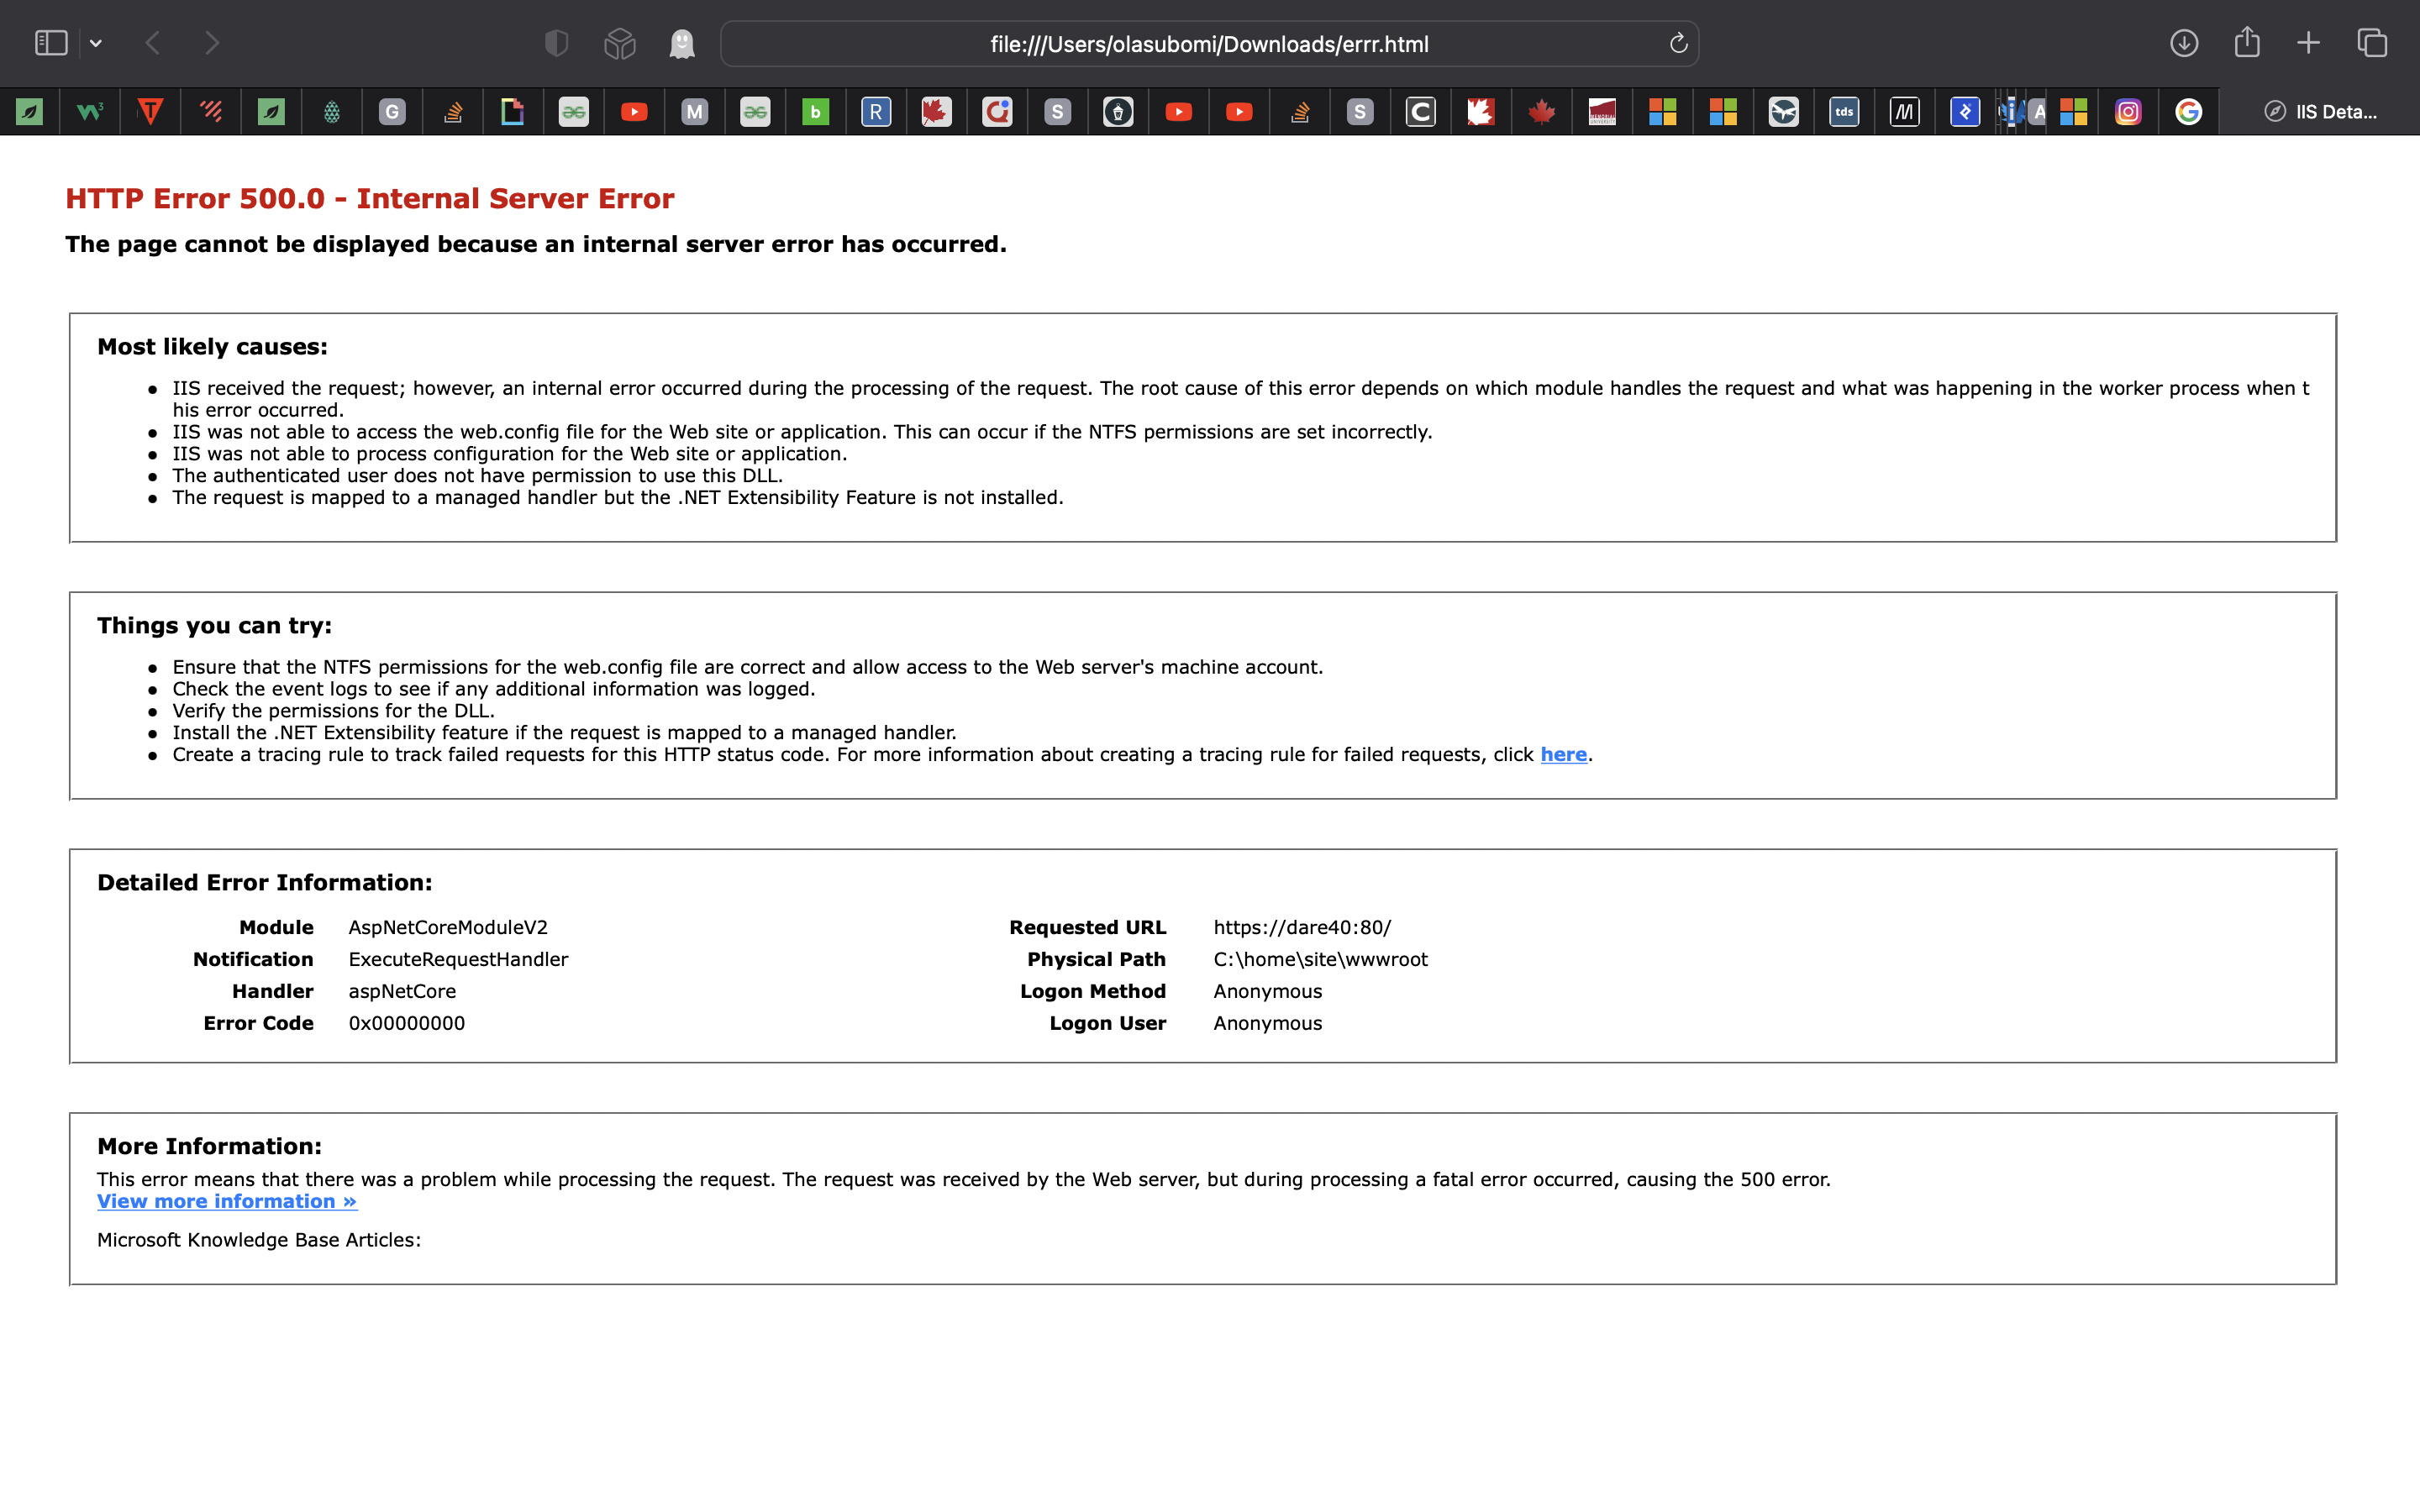 file:///Users/olasubomi/Downloads/errr.html
W3 T G M b R S S C tds M A G IIS Deta...
HTTP Error 500.0 - Internal Server Error
The page cannot be displayed because an internal server error has occurred.
Most likely causes:
IIS received the request; however, an internal error occurred during the processing of the request. The root cause of this error depends on which module handles the request and what was happening in the worker process when t
his error occurred.
IIS was not able to access the web.config file for the Web site or application. This can occur if the NTFS permissions are set incorrectly.
IIS was not able to process configuration for the Web site or application.
The authenticated user does not have permission to use this DLL.
The request is mapped to a managed handler but the .NET Extensibility Feature is not installed.
Things you can try:
Ensure that the NTFS permissions for the web.config file are correct and allow access to the Web server's machine account.
Check the event logs to see if any additional information was logged.
Verify the permissions for the DLL.
Install the .NET Extensibility feature if the request is mapped to a managed handler.
Create a tracing rule to track failed requests for this HTTP status code. For more information about creating a tracing rule for failed requests, click here.
Detailed Error Information:
Module AspNetCoreModuleV2 Requested URL https://dare40:80/
Notification ExecuteRequestHandler Physical Path C:\home\site\wwwroot
Handler aspNetCore Logon Method Anonymous
Error Code 0x00000000 Logon User Anonymous
More Information:
This error means that there was a problem while processing the request. The request was received by the Web server, but during processing a fatal error occurred, causing the 500 error.
View more information »
Microsoft Knowledge Base Articles: